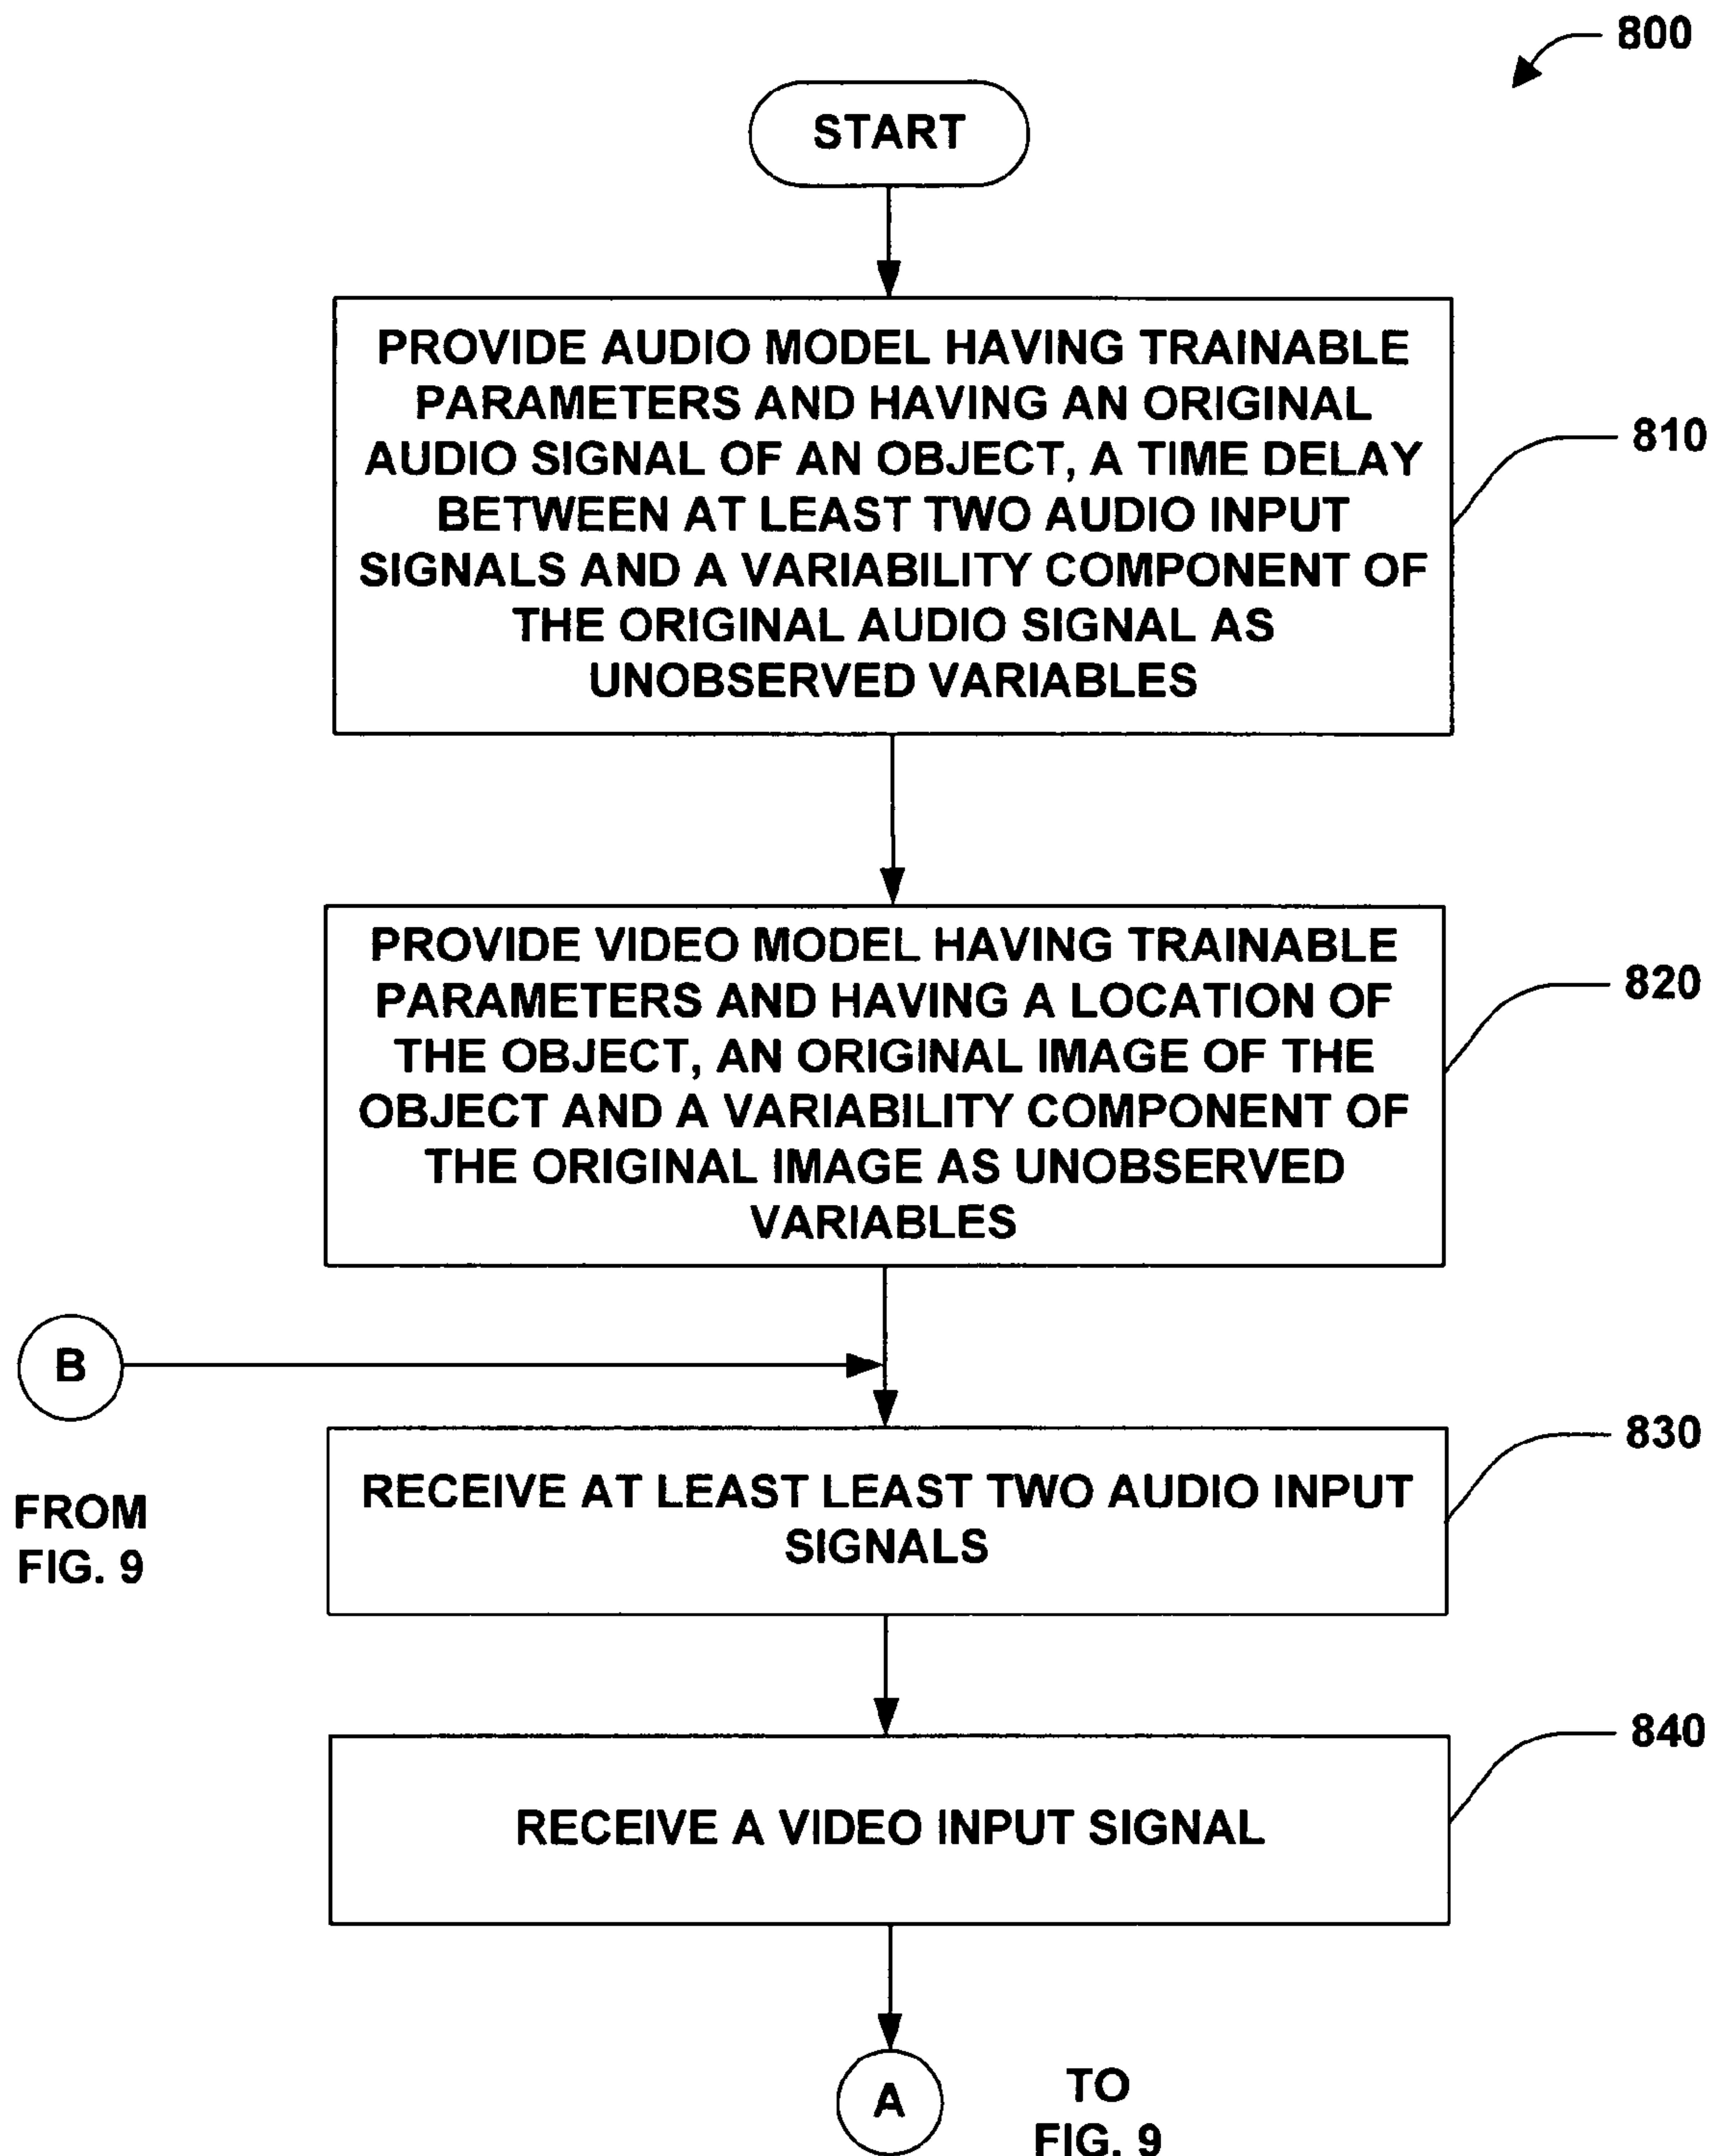 800
START
PROVIDE AUDIO MODEL HAVING TRAINABLE
PARAMETERS AND HAVING AN ORIGINAL
AUDIO SIGNAL OF AN OBJECT, A TIME DELAY
BETWEEN AT LEAST TWO AUDIO INPUT
SIGNALS AND A VARIABILITY COMPONENT OF
THE ORIGINAL AUDIO SIGNAL AS
UNOBSERVED VARIABLES
810
PROVIDE VIDEO MODEL HAVING TRAINABLE
PARAMETERS AND HAVING A LOCATION OF
THE OBJECT, AN ORIGINAL IMAGE OF THE
OBJECT AND A VARIABILITY COMPONENT OF
THE ORIGINAL IMAGE AS UNOBSERVED
VARIABLES
820
B
FROM
FIG. 9
RECEIVE AT LEAST LEAST TWO AUDIO INPUT
SIGNALS
830
RECEIVE A VIDEO INPUT SIGNAL
840
A
TO
FIG. 9